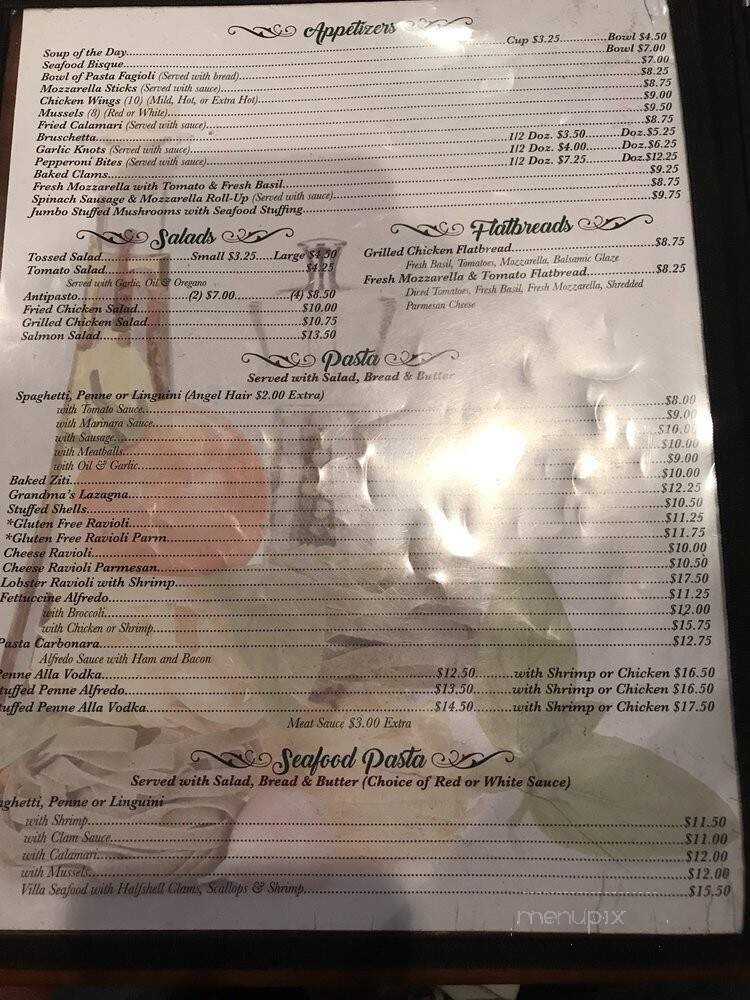 Appetizers
Soup of the Day....Cup $3.25....Bowl $4.50
Seafood Bisque....Bowl $7.00
Bowl of Pasta Fagioli (Served with bread)....$7.00
Mozzarella Sticks (Served with sauce)....$8.25
Chicken Wings (10) (Mild, Hot, or Extra Hot)....$8.75
Mussels (8) (Red or White)....$9.00
Fried Calamari (Served with sauce)....$9.50
Bruschetta....$8.75
Garlic Knots (Served with sauce)....1/2 Doz. $3.50....Doz.$5.25
Pepperoni Bites (Served with sauce)....1/2 Doz. $4.00....Doz.$6.25
Baked Clams....1/2 Doz. $7.25....Doz.$12.25
Fresh Mozzarella with Tomato & Fresh Basil....$9.25
Spinach Sausage & Mozzarella Roll-Up (Served with sauce)....$8.75
Jumbo Stuffed Mushrooms with Seafood Stuffing....$9.75
Salads
Tossed Salad....Small $3.25....Large $4.50
Tomato Salad....$4.25
Served with Garlic, Oil & Oregano
Antipasto....(2) $7.00....(4) $8.50
Fried Chicken Salad....$10.00
Grilled Chicken Salad....$10.75
Salmon Salad....$13.50
Flatbreads
Grilled Chicken Flatbread....$8.75
Fresh Basil, Tomatoes, Mozzarella, Balsamic Glaze
Fresh Mozzarella & Tomato Flatbread....$8.25
Diced Tomatoes, Fresh Basil, Fresh Mozzarella, Shredded
Parmesan Cheese
Pasta
Served with Salad, Bread & Butter
Spaghetti, Penne or Linguini (Angel Hair $2.00 Extra)
with Tomato Sauce....$8.00
with Marinara Sauce....$9.00
with Sausage....$10.00
with Meatballs....$10.00
with Oil & Garlic....$9.00
Baked Ziti....$10.00
Grandma's Lazagna....$12.25
Stuffed Shells....$10.50
*Gluten Free Ravioli....$11.25
*Gluten Free Ravioli Parm....$11.75
Cheese Ravioli....$10.00
Cheese Ravioli Parmesan....$10.50
Lobster Ravioli with Shrimp....$17.50
Fettuccine Alfredo....$11.25
with Broccoli....$12.00
with Chicken or Shrimp....$15.75
Pasta Carbonara....$12.75
Alfredo Sauce with Ham and Bacon
Penne Alla Vodka....$12.50....with Shrimp or Chicken $16.50
tuffed Penne Alfredo....$13.50....with Shrimp or Chicken $16.50
tuffed Penne Alla Vodka....$14.50....with Shrimp or Chicken $17.50
Meat Sauce $3.00 Extra
Seafood Pasta
Served with Salad, Bread & Butter (Choice of Red or White Sauce)
aghetti, Penne or Linguini
with Shrimp....$11.50
with Clam Sauce....$11.00
with Calamari....$12.00
with Mussels....$12.00
Villa Seafood with Halfshell Clams, Scallops & Shrimp....$15.50
menupix